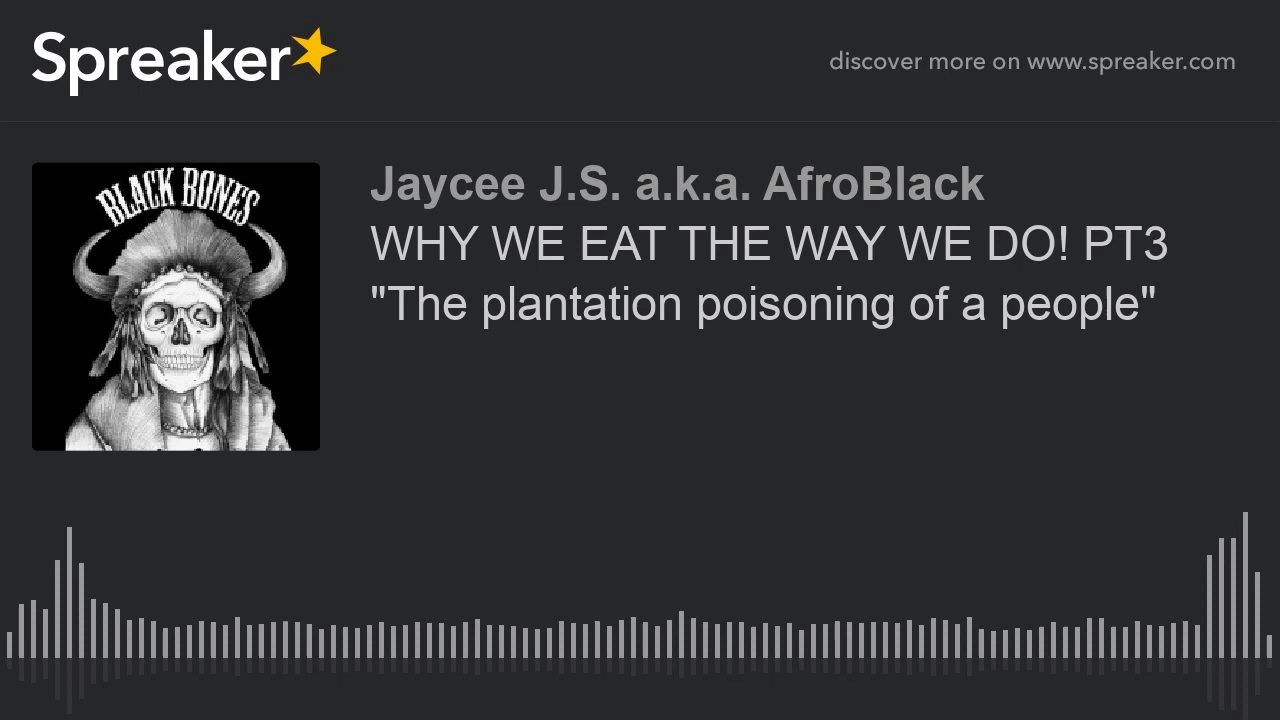 Spreaker
discover more on www.spreaker.com
BLACK BONES
Jaycee J.S. a.k.a. AfroBlack
WHY WE EAT THE WAY WE DO! PT3
"The plantation poisoning of a people"